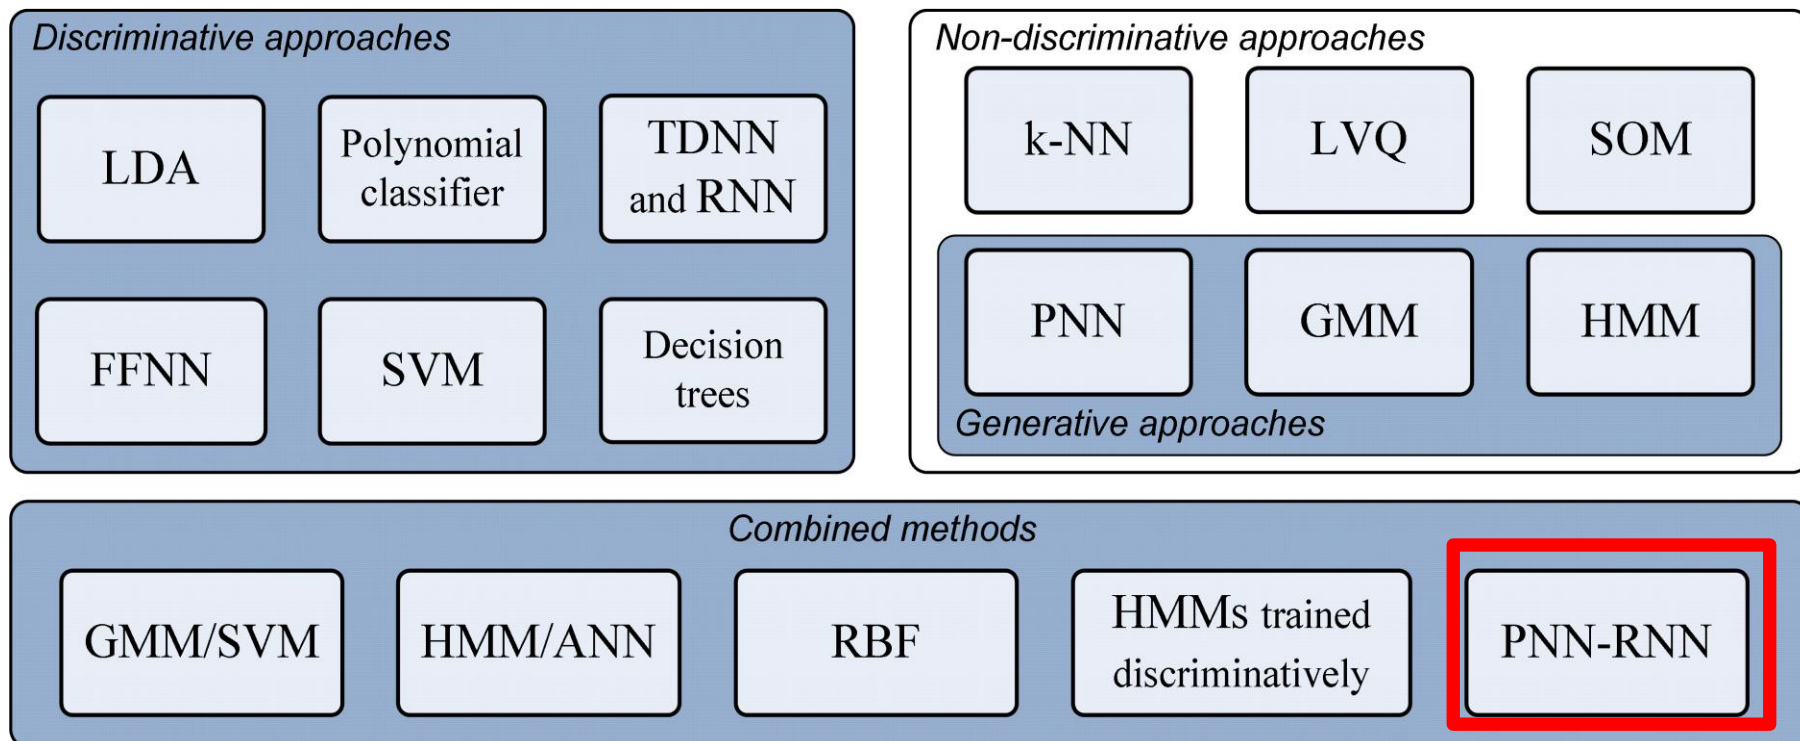 Discriminative approaches
LDA
Polynomial
classifier
TDNN
and RNN
FFNN
SVM
Decision
trees
Non-discriminative approaches
k-NN
LVQ
SOM
PNN
GMM
HMM
Generative approaches
Combined methods
GMM/SVM
HMM/ANN
RBF
HMMs trained
discriminatively
PNN-RNN